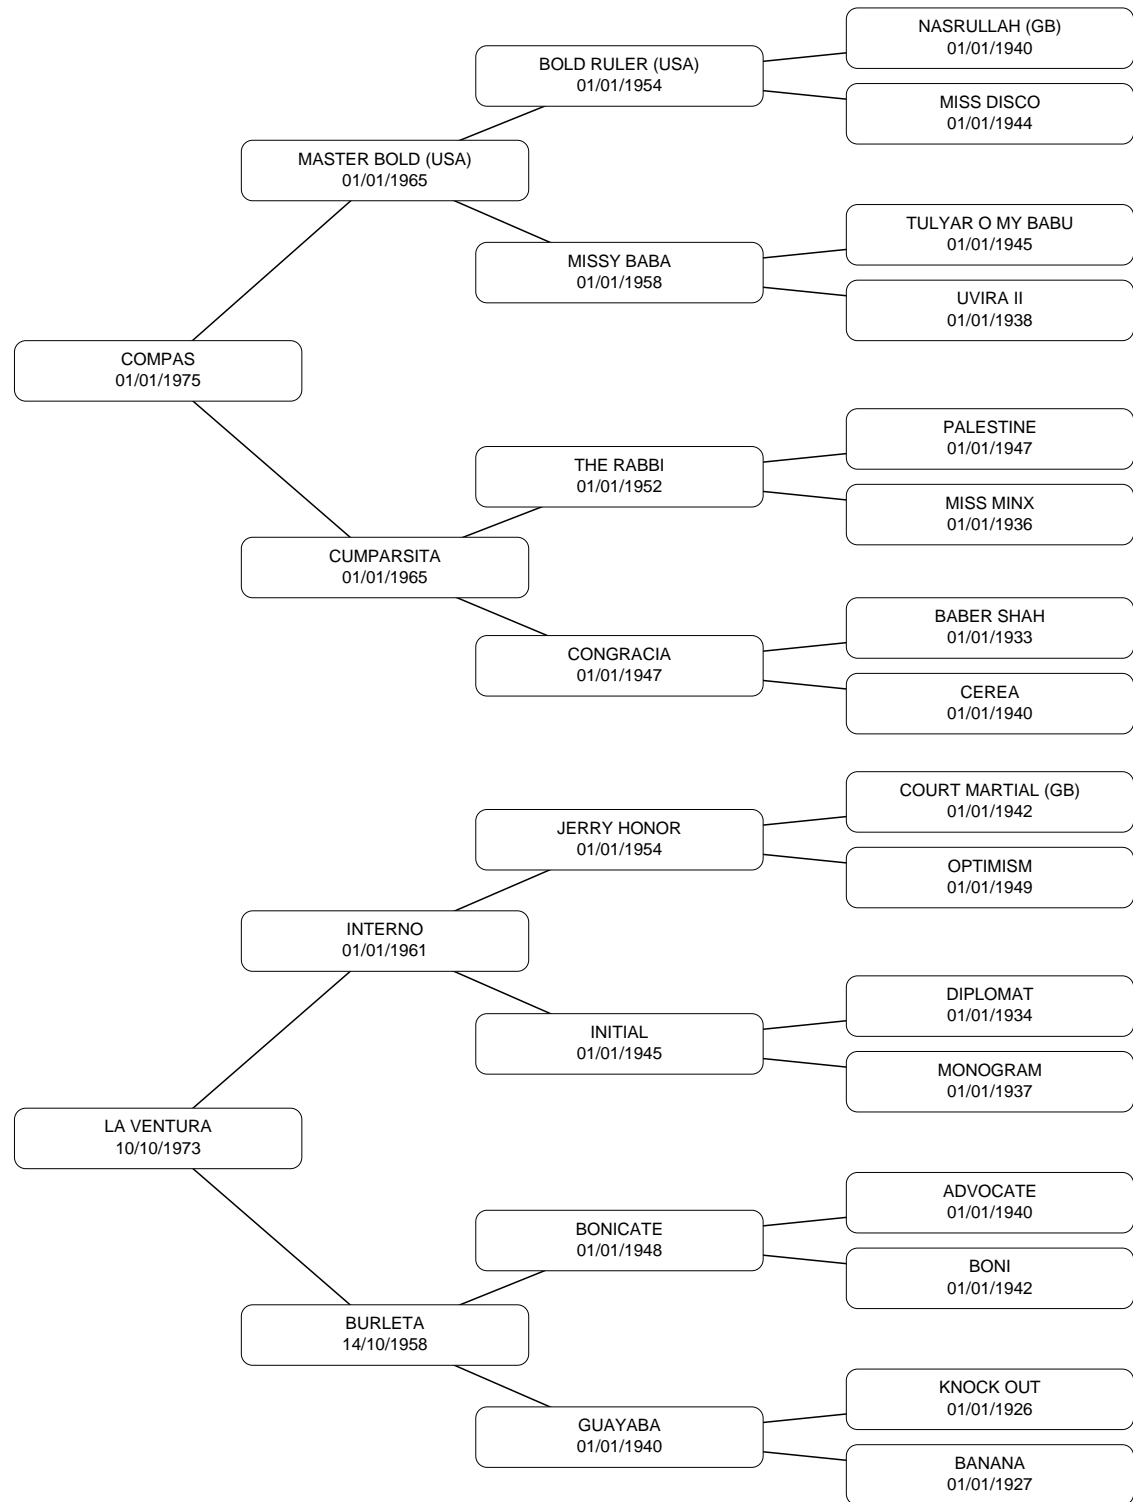 NASRULLAH (GB)
01/01/1940
BOLD RULER (USA)
01/01/1954
MISS DISCO
01/01/1944
MASTER BOLD (USA)
01/01/1965
TULYAR O MY BABU
01/01/1945
MISSY BABA
01/01/1958
UVIRA II
01/01/1938
COMPAS
01/01/1975
PALESTINE
01/01/1947
THE RABBI
01/01/1952
MISS MINX
01/01/1936
CUMPARSITA
01/01/1965
BABER SHAH
01/01/1933
CONGRACIA
01/01/1947
CEREA
01/01/1940
COURT MARTIAL (GB)
01/01/1942
JERRY HONOR
01/01/1954
OPTIMISM
01/01/1949
INTERNO
01/01/1961
DIPLOMAT
01/01/1934
INITIAL
01/01/1945
MONOGRAM
01/01/1937
LA VENTURA
10/10/1973
ADVOCATE
01/01/1940
BONICATE
01/01/1948
BONI
01/01/1942
BURLETA
14/10/1958
KNOCK OUT
01/01/1926
GUAYABA
01/01/1940
BANANA
01/01/1927